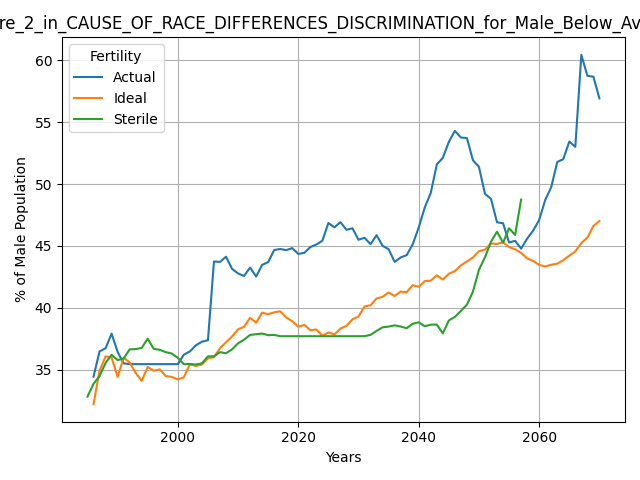 re_2_in_CAUSE_OF_RACE_DIFFERENCES_DISCRIMINATION_for_Male_Below_Av
Fertility
Actual
Ideal
Sterile
60
55
50
45
40
35
% of Male Population
2000
2020
2040
2060
Years